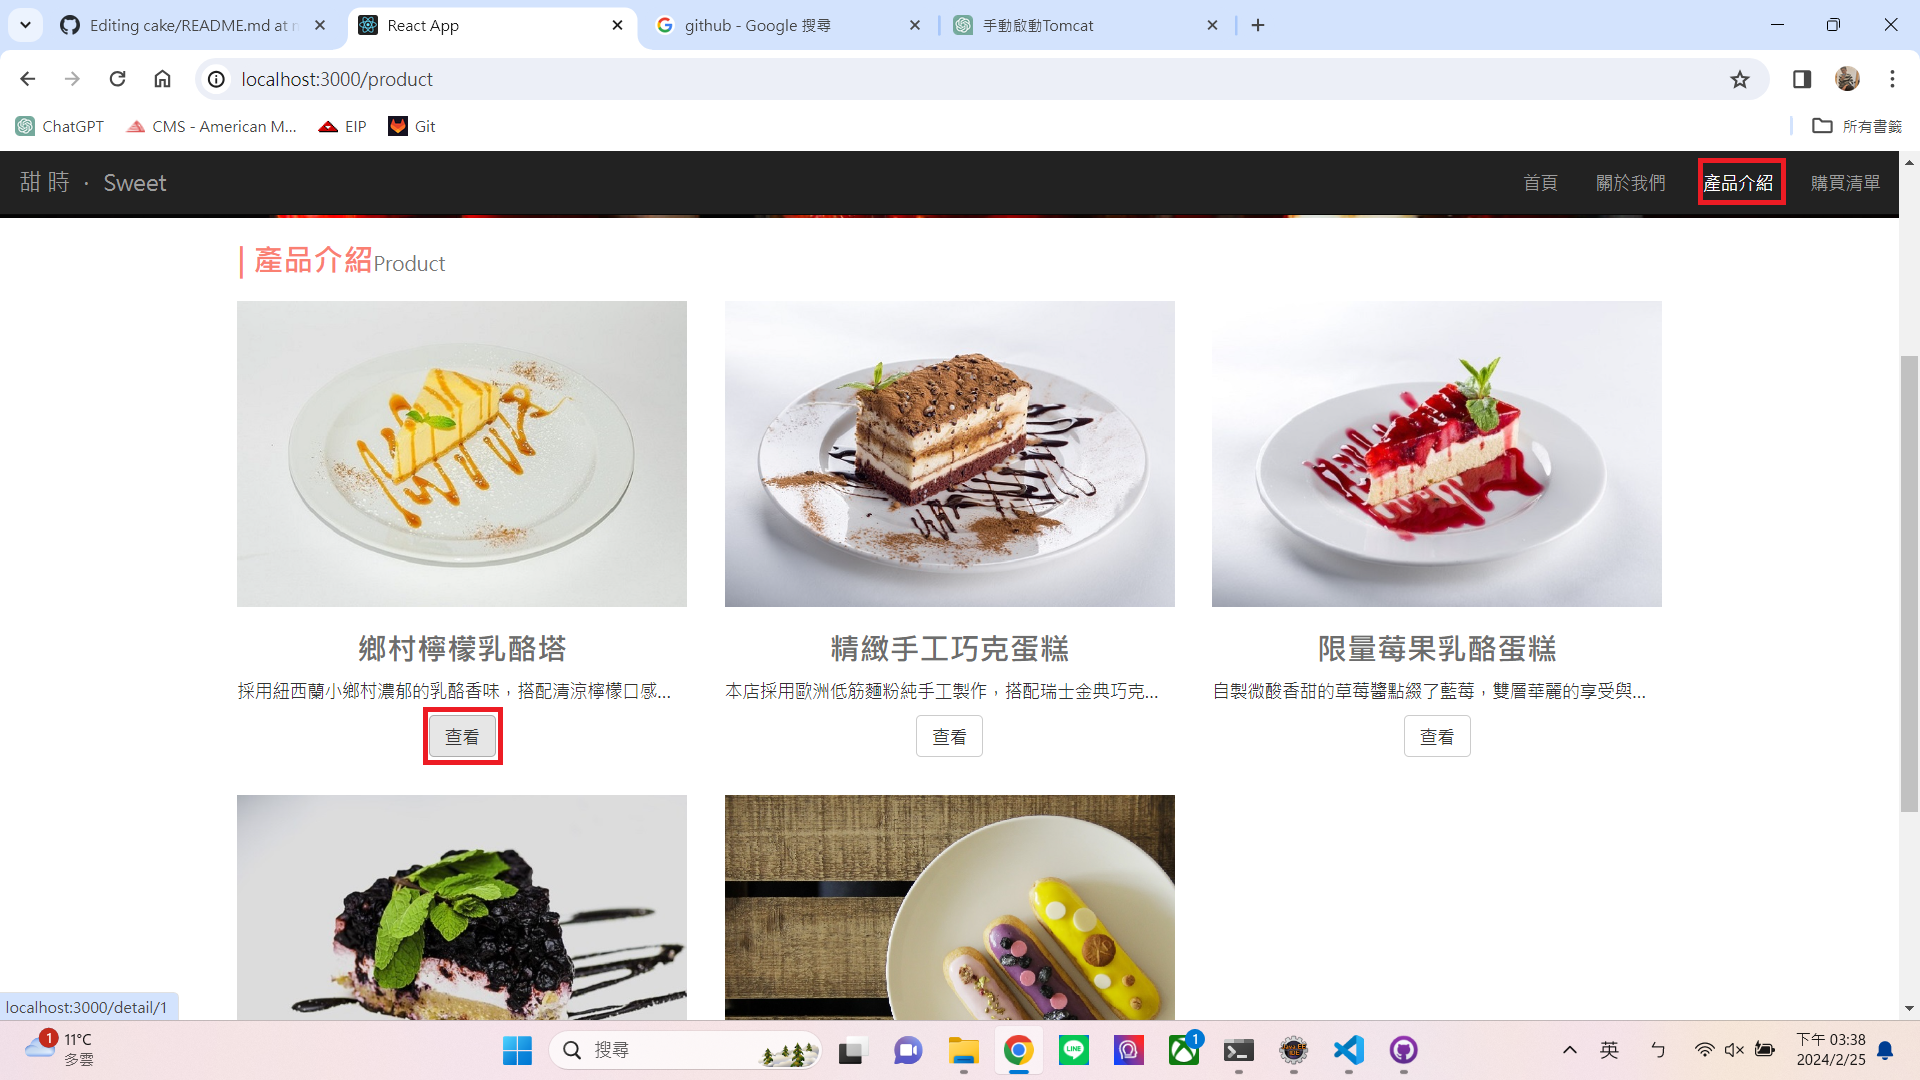 Editing cake/README.md at m
React App
github - Google 搜尋
手動啟動Tomcat
localhost:3000/product
ChatGPT
CMS - American M...
EIP
Git
所有書籤
甜 時 · Sweet
首頁
關於我們
產品介紹
購買清單
| 產品介紹Product
鄉村檸檬乳酪塔
精緻手工巧克蛋糕
限量莓果乳酪蛋糕
採用紐西蘭小鄉村濃郁的乳酪香味，搭配清涼檸檬口感...
本店採用歐洲低筋麵粉純手工製作，搭配瑞士金典巧克...
自製微酸香甜的草莓醬點綴了藍莓，雙層華麗的享受與...
查看
查看
查看
localhost:3000/detail/1
1
11°C
多雲
搜尋
LINE
1
英
ㄅ
下午 03:38
2024/2/25